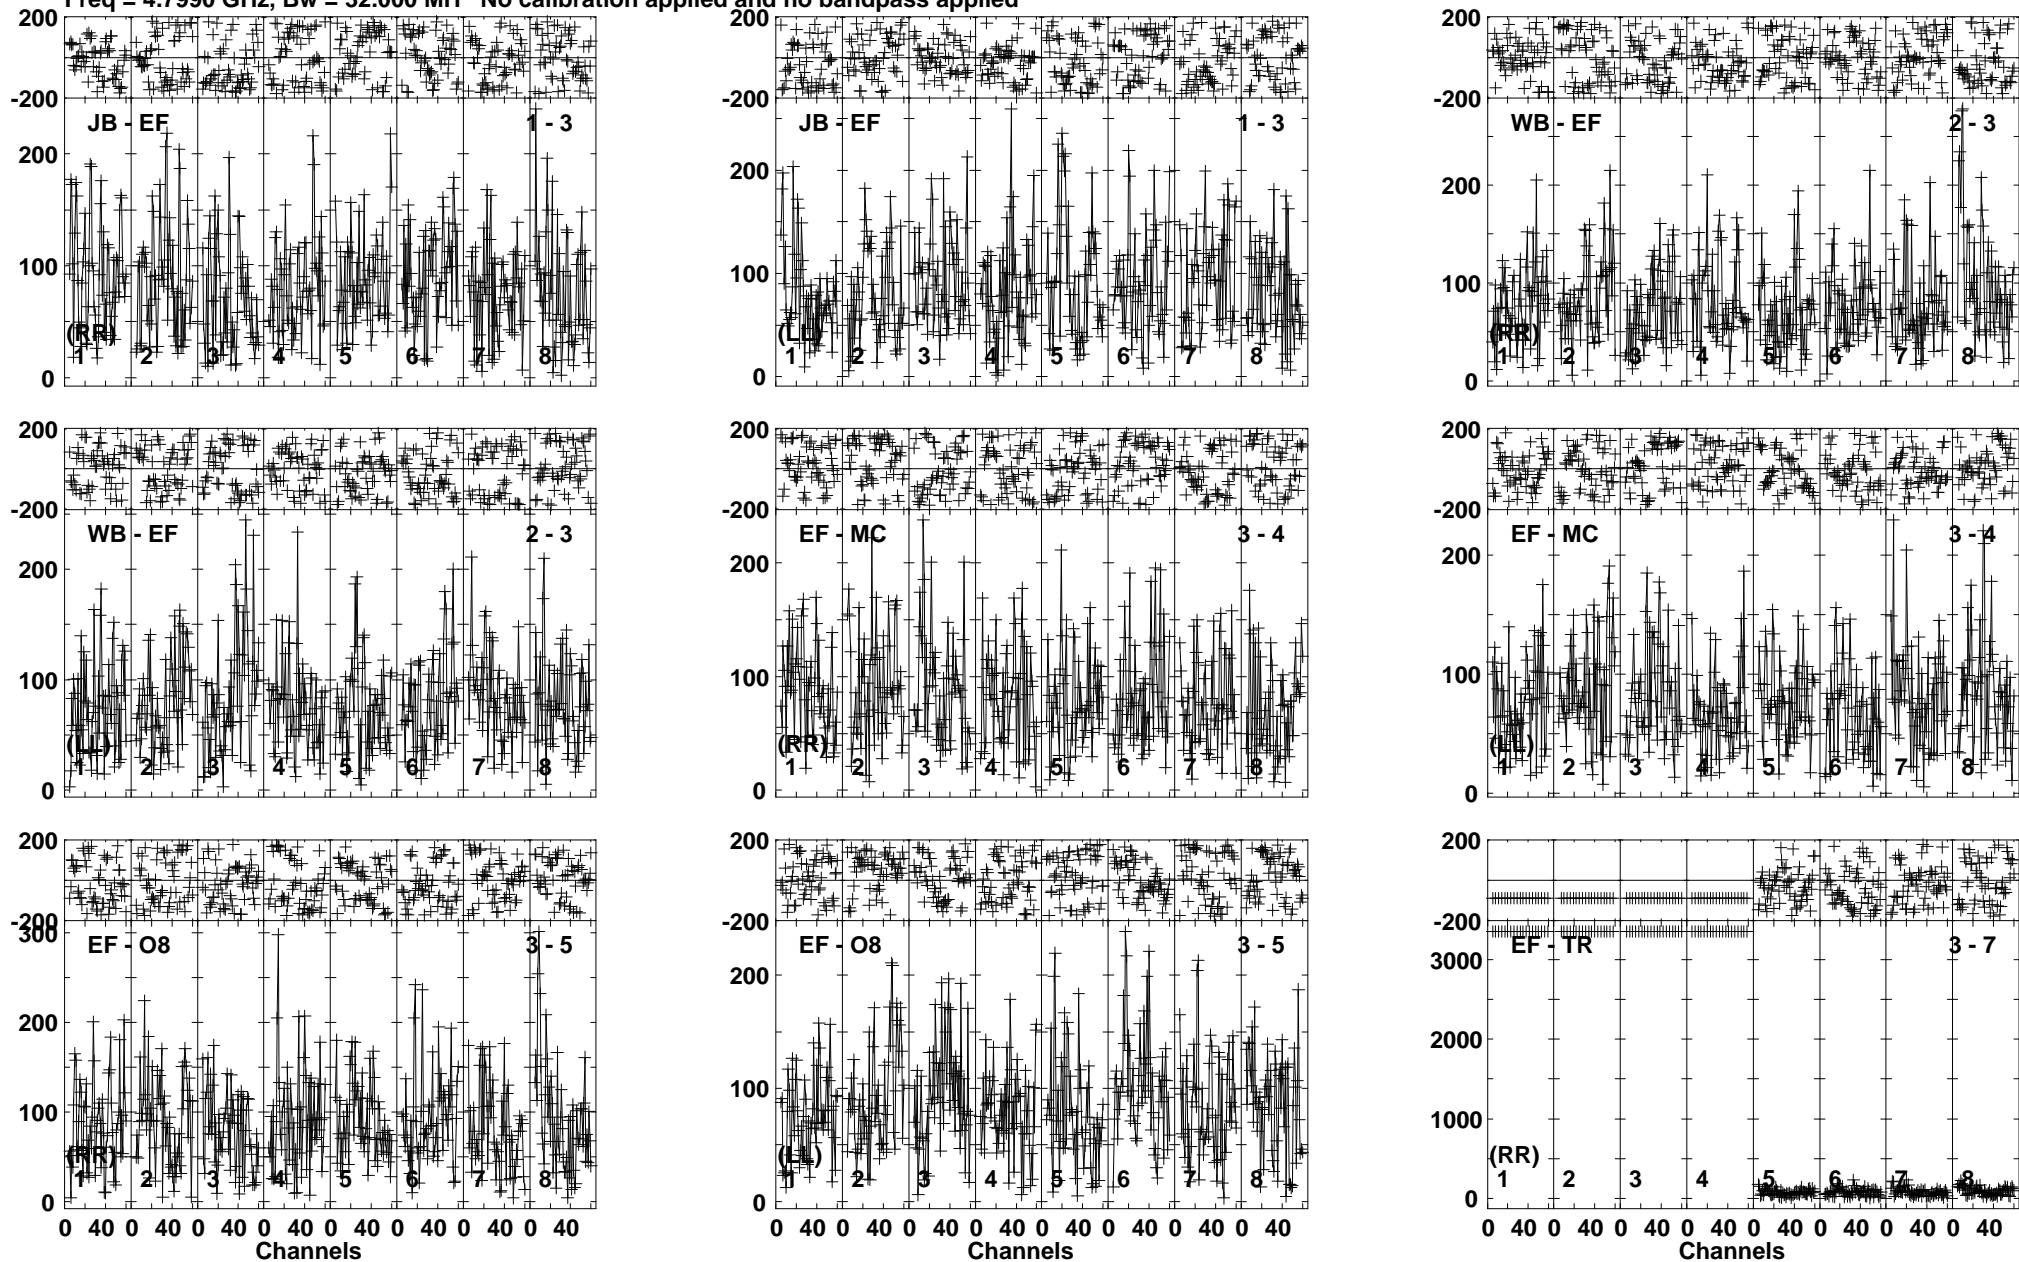 Freq = 4.7990 GHz, Bw = 32.000 MH No calibration applied and no bandpass applied
200 200 200
-200 -200 -200
JB - EF 1 - 3 JB - EF 1 - 3 WB - EF 2 - 3
200 200 200
100 100 100
(RR) (LL) (RR)
1 2 3 4 5 6 7 8 1 2 3 4 5 6 7 8 1 2 3 4 5 6 7 8
0 0 0
200 200 200
-200 -200 -200
WB - EF 2 - 3 EF - MC 3 - 4 EF - MC 3 - 4
200 200 200
100 100 100
(LL) (RR) (LL)
1 2 3 4 5 6 7 8 1 2 3 4 5 6 7 8 1 2 3 4 5 6 7 8
0 0 0
200 200 200
-200 -200 -200
300
EF - O8 3 - 5 EF - O8 3 - 5 EF - TR 3 - 7
3000
200 200
2000
100 100 1000
(RR) (LL) (RR)
1 2 3 4 5 6 7 8 1 2 3 4 5 6 7 8 1 2 3 4 5 6 7 8
0 0 0
0 40 0 40 0 40 0 40 0 40 0 40 0 40 0 40 0 40 0 40 0 40 0 40 0 40 0 40 0 40 0 40 0 40 0 40 0 40 0 40 0 40 0 40 0 40 0 40
Channels Channels